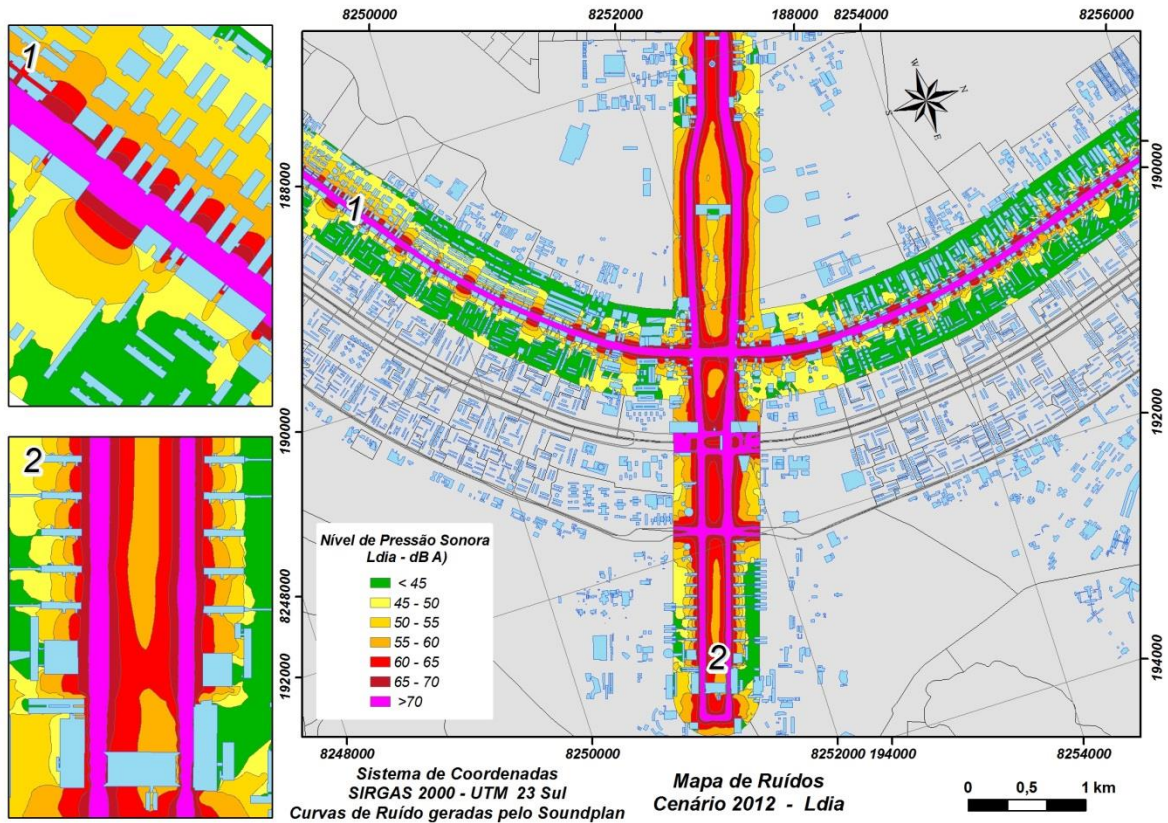 8250000
8252000
188000
8254000
8256000
1
W
N
S
E
188000
1
190000
190000
2
192000
Nível de Pressão Sonora
Ldia - dB A)
< 45
45 - 50
50 - 55
55 - 60
60 - 65
65 - 70
>70
8248000
2
192000
194000
8248000
8250000
8252000
194000
8254000
Sistema de Coordenadas
SIRGAS 2000 - UTM 23 Sul
Curvas de Ruído geradas pelo Soundplan
Mapa de Ruídos
Cenário 2012 - Ldia
0 0,5 1 km